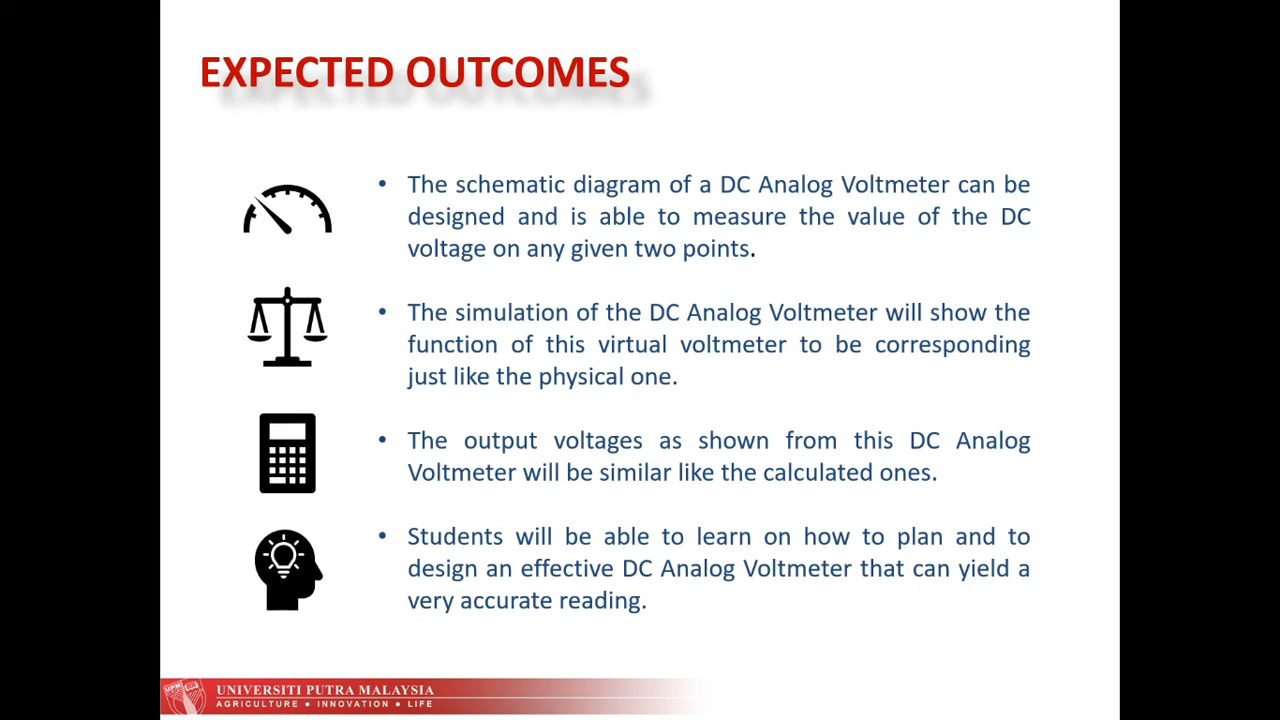 EXPECTED OUTCOMES
• The schematic diagram of a DC Analog Voltmeter can be
designed and is able to measure the value of the DC
voltage on any given two points.
• The simulation of the DC Analog Voltmeter will show the
function of this virtual voltmeter to be corresponding
just like the physical one.
• The output voltages as shown from this DC Analog
Voltmeter will be similar like the calculated ones.
• Students will be able to learn on how to plan and to
design an effective DC Analog Voltmeter that can yield a
very accurate reading.
UPM
UNIVERSITI PUTRA MALAYSIA
AGRICULTURE • INNOVATION • LIFE